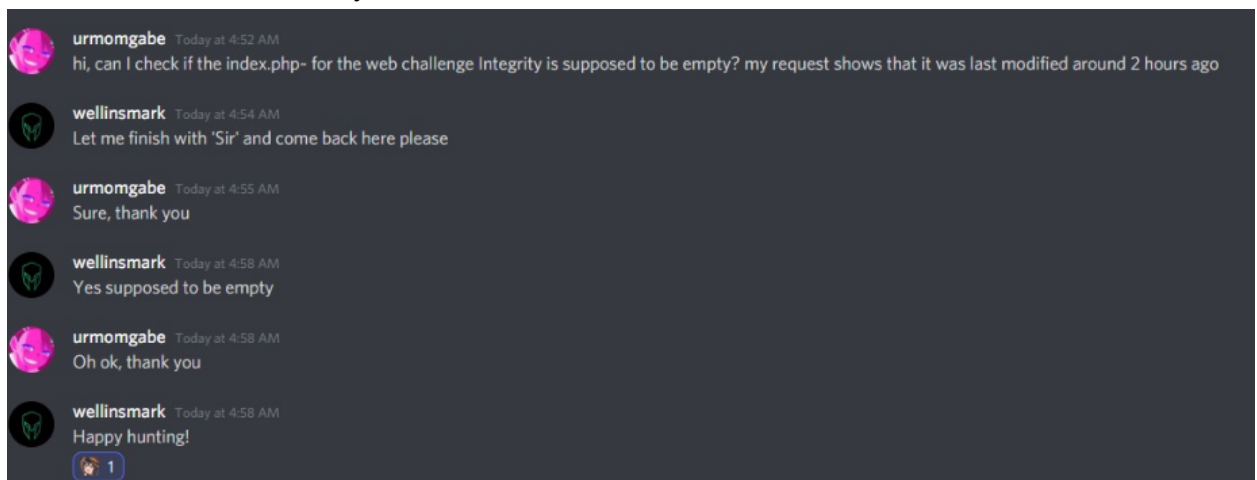 urmomgabe Today at 4:52 AM
hi, can I check if the index.php- for the web challenge Integrity is supposed to be empty? my request shows that it was last modified around 2 hours ago
wellinsmark Today at 4:54 AM
Let me finish with 'Sir' and come back here please
urmomgabe Today at 4:55 AM
Sure, thank you
wellinsmark Today at 4:58 AM
Yes supposed to be empty
urmomgabe Today at 4:58 AM
Oh ok, thank you
wellinsmark Today at 4:58 AM
Happy hunting!
1